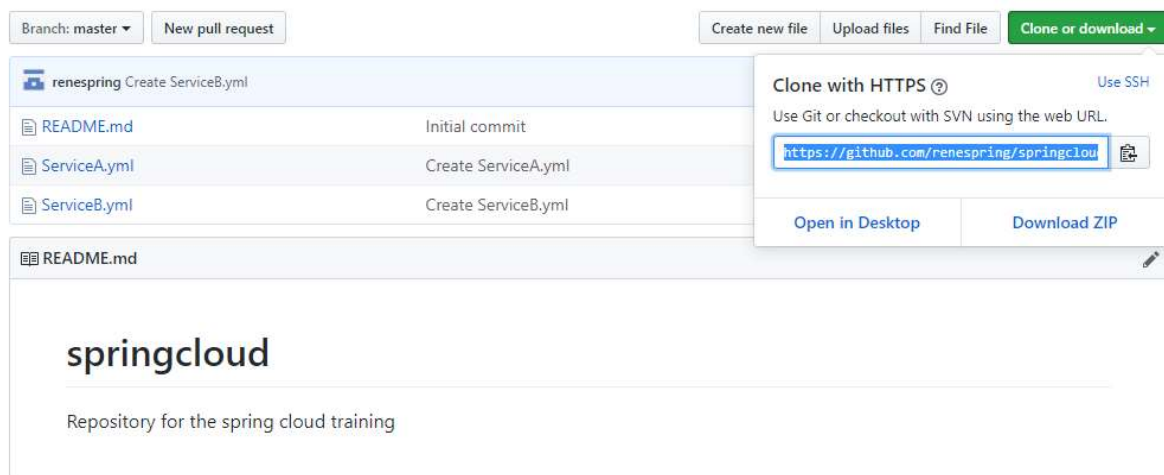 Branch: master
New pull request
Create new file
Upload files
Find File
Clone or download
renespring Create ServiceB.yml
README.md Initial commit
ServiceA.yml Create ServiceA.yml
ServiceB.yml Create ServiceB.yml
Clone with HTTPS
Use SSH
Use Git or checkout with SVN using the web URL.
https://github.com/renespring/springclou
Open in Desktop
Download ZIP
README.md
springcloud
Repository for the spring cloud training